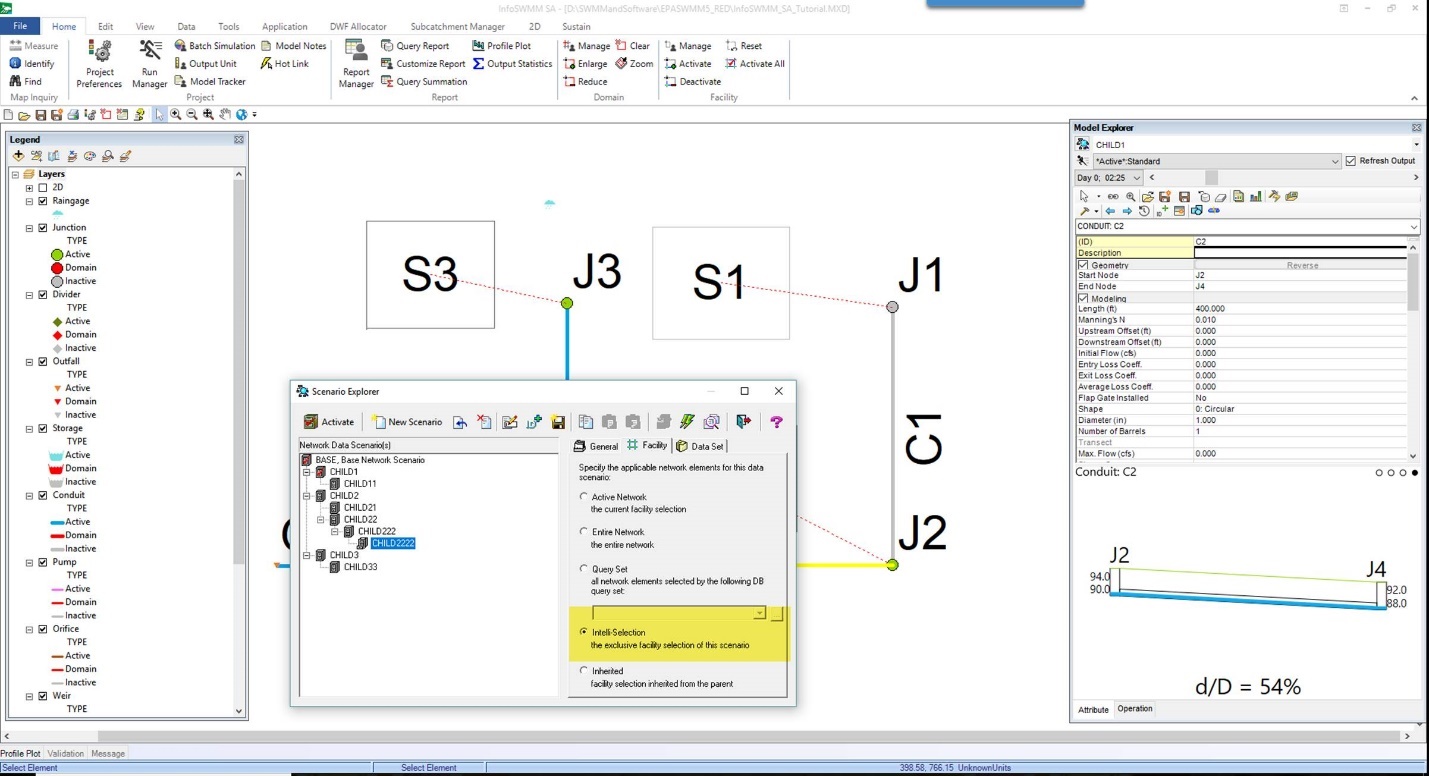 InfoSWMM SA - [D:\SWMMandSoftware\EPASWMM5_RED\InfoSWMM_SA_Tutorial.MXD]
File Home Edit View Data Tools Application DWF Allocator Subcatchment Manager 2D Sustain
Measure
Identify
Find
Map Inquiry
Project Preferences
Run Manager
Batch Simulation
Output Unit
Model Tracker
Model Notes
Hot Link
Project
Report Manager
Query Report
Customize Report
Query Summation
Profile Plot
Output Statistics
Report
Manage
Enlarge
Reduce
Clear
Zoom
Domain
Manage
Activate
Deactivate
Reset
Activate All
Facility
Legend
Layers
2D
Raingage
Junction
TYPE
Active
Domain
Inactive
Divider
TYPE
Active
Domain
Inactive
Outfall
TYPE
Active
Domain
Inactive
Storage
TYPE
Active
Domain
Inactive
Conduit
TYPE
Active
Domain
Inactive
Pump
TYPE
Active
Domain
Inactive
Orifice
TYPE
Active
Domain
Inactive
Weir
TYPE
S3
J3
S1
J1
C1
J2
Scenario Explorer
Activate New Scenario
Network Data Scenario(s)
BASE, Base Network Scenario
CHILD1
CHILD11
CHILD2
CHILD21
CHILD22
CHILD222
CHILD2222
CHILD3
CHILD33
General Facility Data Set
Specify the applicable network elements for this data
scenario:
Active Network
the current facility selection
Entire Network
the entire network
Query Set
all network elements selected by the following DB
query set:
Intelli-Selection
the exclusive facility selection of this scenario
Inherited
facility selection inherited from the parent
Model Explorer
CHILD1
*Active*:Standard Refresh Output
Day 0; 02:25
CONDUIT: C2
(ID) C2
Description
Geometry Reverse
Start Node J2
End Node J4
Modeling
Length (ft) 400.000
Manning's N 0.010
Upstream Offset (ft) 0.000
Downstream Offset (ft) 0.000
Initial Flow (cfs) 0.000
Entry Loss Coeff. 0.000
Exit Loss Coeff. 0.000
Average Loss Coeff. 0.000
Flap Gate Installed No
Shape 0: Circular
Diameter (in) 1.000
Number of Barrels 1
Transect
Max. Flow (cfs) 0.000
Conduit: C2
J2
J4
94.0
90.0
92.0
88.0
d/D = 54%
Attribute Operation
Profile Plot Validation Message
Select Element Select Element 398.58, 766.15 UnknownUnits